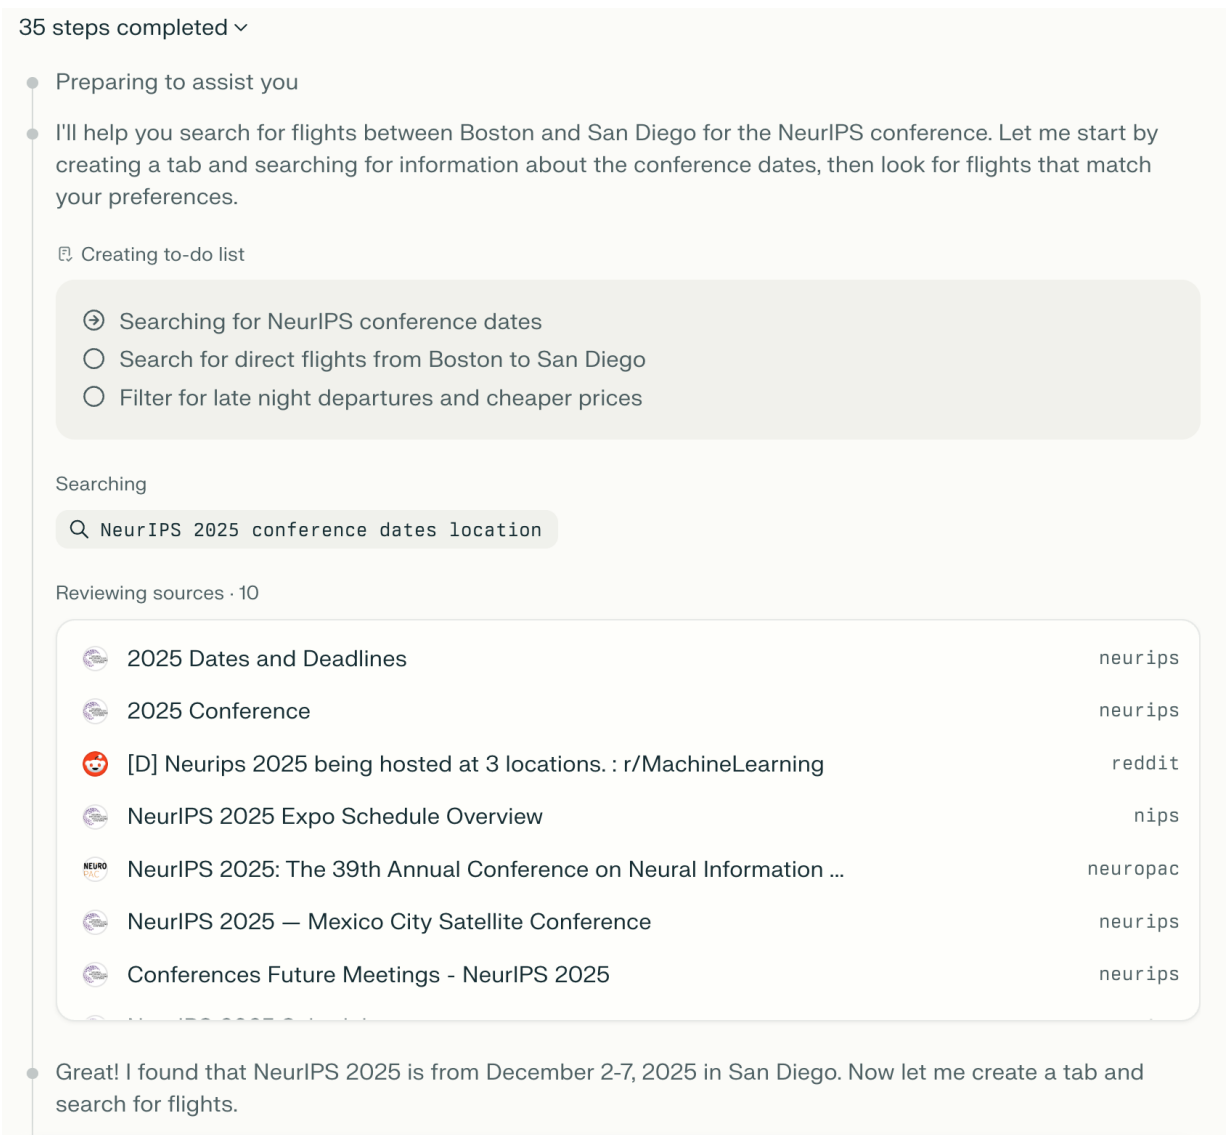 35 steps completed
Preparing to assist you
I'll help you search for flights between Boston and San Diego for the NeurIPS conference. Let me start by
creating a tab and searching for information about the conference dates, then look for flights that match
your preferences.
Creating to-do list
Searching for NeurIPS conference dates
Search for direct flights from Boston to San Diego
Filter for late night departures and cheaper prices
Searching
NeurIPS 2025 conference dates location
Reviewing sources · 10
2025 Dates and Deadlines neurips
2025 Conference neurips
[D] Neurips 2025 being hosted at 3 locations. : r/MachineLearning reddit
NeurIPS 2025 Expo Schedule Overview nips
NEURO PAC NeurIPS 2025: The 39th Annual Conference on Neural Information ... neuropac
NeurIPS 2025 — Mexico City Satellite Conference neurips
Conferences Future Meetings - NeurIPS 2025 neurips
Great! I found that NeurIPS 2025 is from December 2-7, 2025 in San Diego. Now let me create a tab and
search for flights.